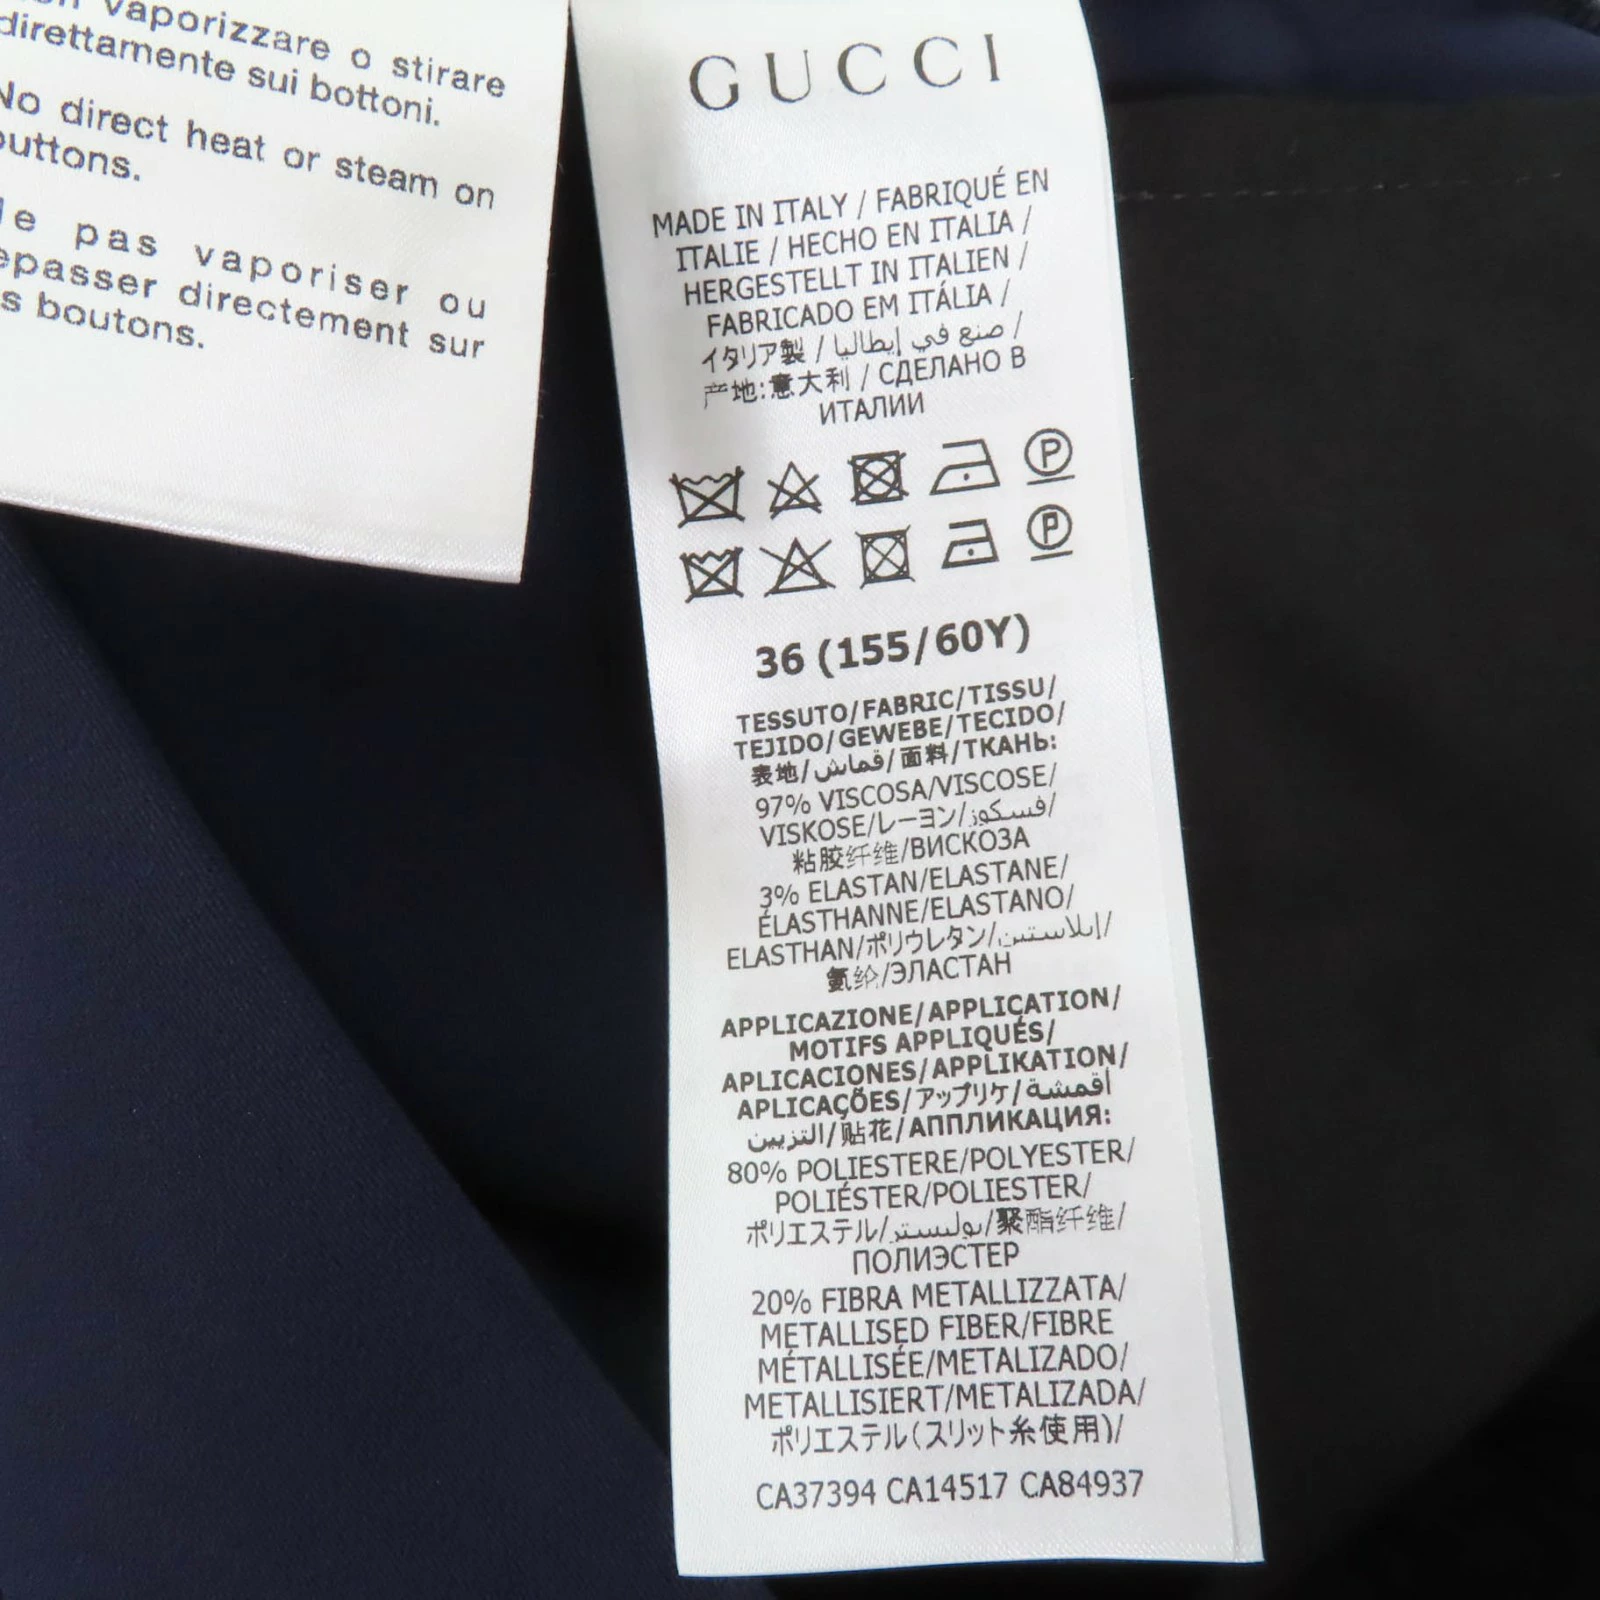 vaporizzare o stirare
direttamente sui bottoni.
No direct heat or steam on
buttons.
pas vaporiser ou
repasser directement sur
boutons.
GUCCI
MADE IN ITALY / FABRIQUÉ EN
ITALIE / HECHO EN ITALIA /
HERGESTELLT IN ITALIEN /
FABRICADO EM ITÁLIA /
イタリア製 / صنع في إيطاليا /
产地:意大利 / СДЕЛАНО В
ИТАЛИИ
P
P
36 (155/60Y)
TESSUTO/FABRIC/TISSU/
TEJIDO/GEWEBE/TECIDO/
表地/قماش/面料/ТКАНЬ:
97% VISCOSA/VISCOSE/
VISKOSE/レーヨン/فسكوز/
粘胶纤维/ВИСКОЗА
3% ELASTAN/ELASTANE/
ÉLASTHANNE/ELASTANO/
ELASTHAN/ポリウレタン/إيلاستين/
氨纶/ЭЛАСТАН
APPLICAZIONE/APPLICATION/
MOTIFS APPLIQUÉS/
APLICACIONES/APPLIKATION/
APLICAÇÕES/アップリケ/أقمشة
التزيين/贴花/АППЛИКАЦИЯ:
80% POLIESTERE/POLYESTER/
POLIÉSTER/POLIESTER/
ポリエステル/بوليستر/聚酯纤维/
ПОЛИЭСТЕР
20% FIBRA METALLIZZATA/
METALLISED FIBER/FIBRE
MÉTALLISÉE/METALIZADO/
METALLISIERT/METALIZADA/
ポリエステル(スリット糸使用)/
CA37394 CA14517 CA84937